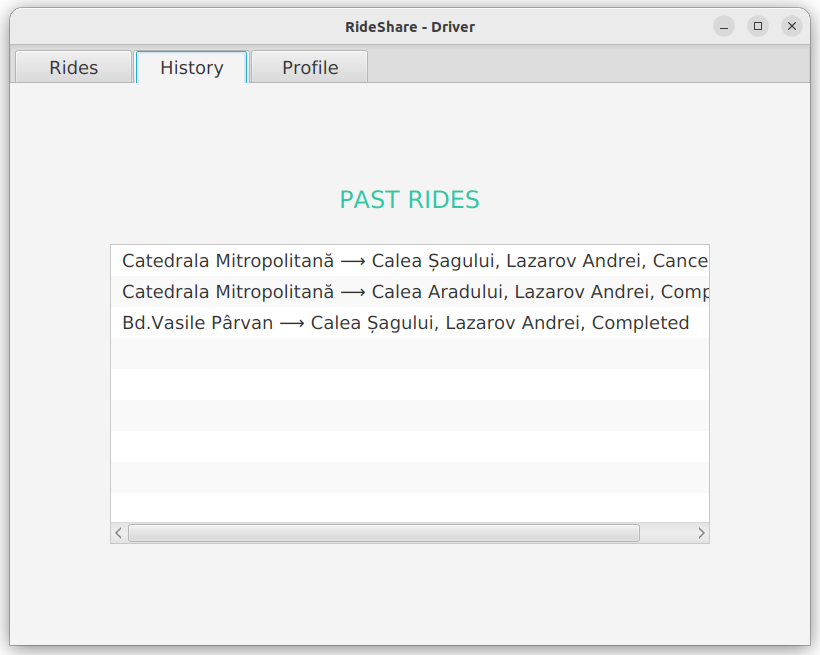 RideShare - Driver
Rides
History
Profile
PAST RIDES
Catedrala Mitropolitană ⟶ Calea Șagului, Lazarov Andrei, Cance
Catedrala Mitropolitană ⟶ Calea Aradului, Lazarov Andrei, Comp
Bd.Vasile Pârvan ⟶ Calea Șagului, Lazarov Andrei, Completed